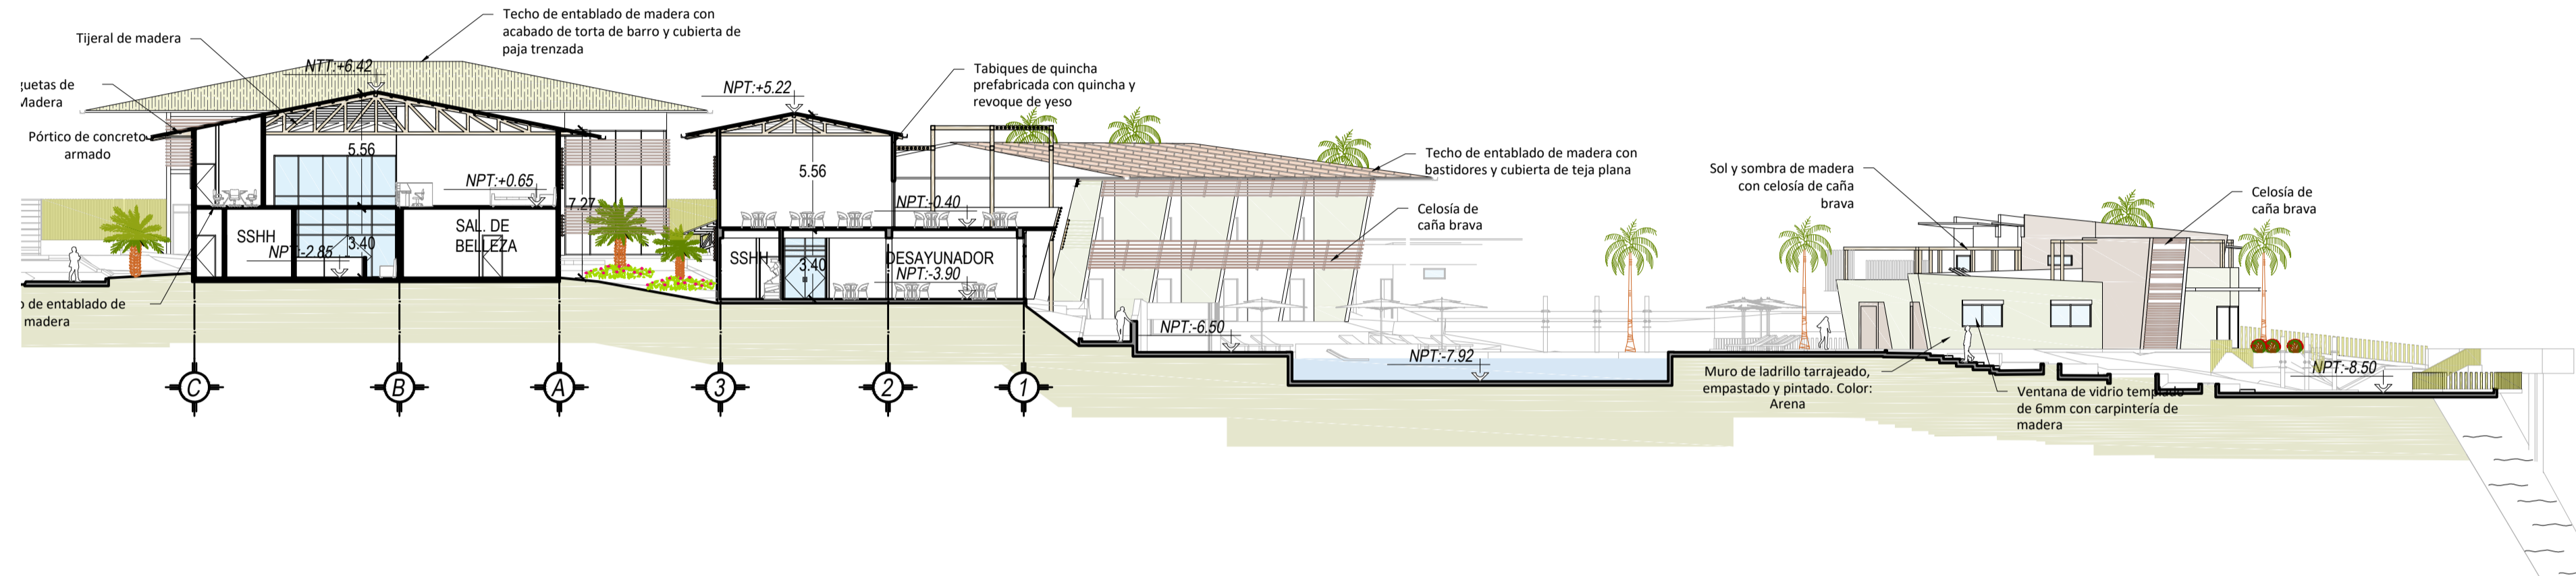 Techo de entablado de madera con
acabado de torta de barro y cubierta de
paja trenzada
Tijeral de madera
NTT:+6.42
guetas de
Madera
Pórtico de concreto
armado
5.56
NPT:+0.65
7.27
SSHH
NPT:-2.85
3.40
SAL. DE
BELLEZA
o de entablado de
madera
C
B
A
NPT:+5.22
Tabiques de quincha
prefabricada con quincha y
revoque de yeso
5.56
NPT:-0.40
SSHH
3.40
DESAYUNADOR
NPT:-3.90
3
2
1
Techo de entablado de madera con
bastidores y cubierta de teja plana
Celosía de
caña brava
NPT:-6.50
NPT:-7.92
Sol y sombra de madera
con celosía de caña
brava
Celosía de
caña brava
Muro de ladrillo tarrajeado,
empastado y pintado. Color:
Arena
Ventana de vidrio templado
de 6mm con carpintería de
madera
NPT:-8.50